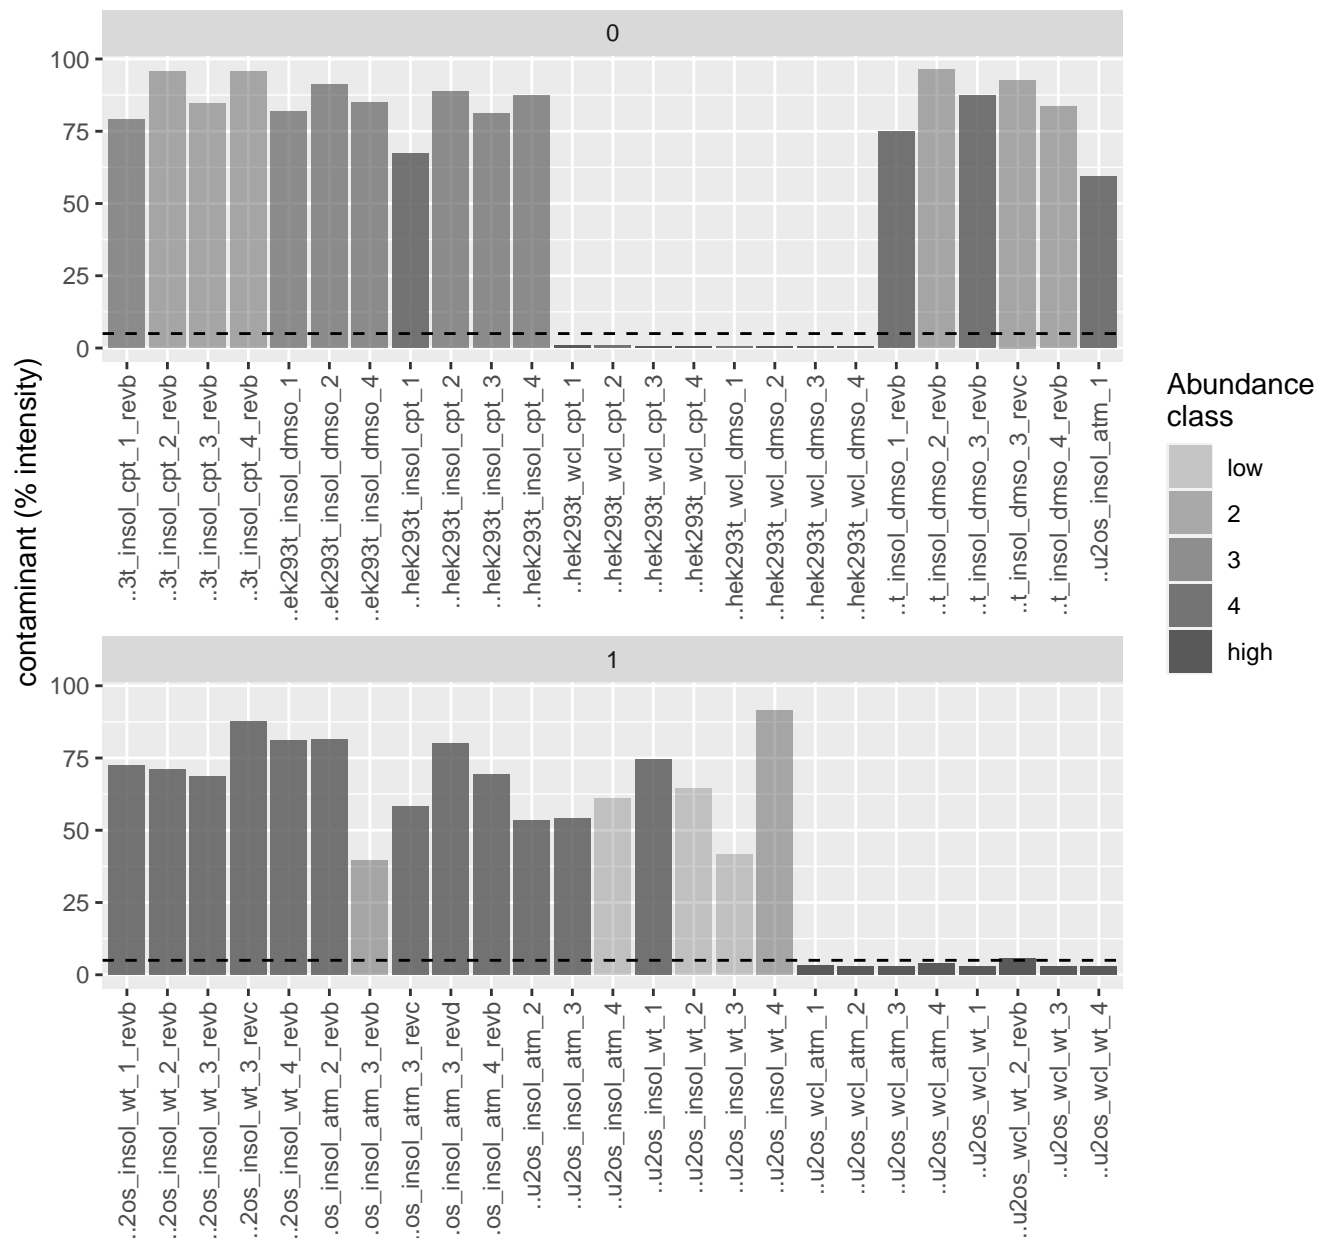 0
100
75
50
25
0
contaminant (% intensity)
..3t_insol_cpt_1_revb
..3t_insol_cpt_2_revb
..3t_insol_cpt_3_revb
..3t_insol_cpt_4_revb
..ek293t_insol_dmso_1
..ek293t_insol_dmso_2
..ek293t_insol_dmso_4
..hek293t_insol_cpt_1
..hek293t_insol_cpt_2
..hek293t_insol_cpt_3
..hek293t_insol_cpt_4
..hek293t_wcl_cpt_1
..hek293t_wcl_cpt_2
..hek293t_wcl_cpt_3
..hek293t_wcl_cpt_4
..hek293t_wcl_dmso_1
..hek293t_wcl_dmso_2
..hek293t_wcl_dmso_3
..hek293t_wcl_dmso_4
..t_insol_dmso_1_revb
..t_insol_dmso_2_revb
..t_insol_dmso_3_revb
..t_insol_dmso_3_revc
..t_insol_dmso_4_revb
..u2os_insol_atm_1
1
100
75
50
25
0
..2os_insol_wt_1_revb
..2os_insol_wt_2_revb
..2os_insol_wt_3_revb
..2os_insol_wt_3_revc
..2os_insol_wt_4_revb
..os_insol_atm_2_revb
..os_insol_atm_3_revb
..os_insol_atm_3_revc
..os_insol_atm_3_revd
..os_insol_atm_4_revb
..u2os_insol_atm_2
..u2os_insol_atm_3
..u2os_insol_atm_4
..u2os_insol_wt_1
..u2os_insol_wt_2
..u2os_insol_wt_3
..u2os_insol_wt_4
..u2os_wcl_atm_1
..u2os_wcl_atm_2
..u2os_wcl_atm_3
..u2os_wcl_atm_4
..u2os_wcl_wt_1
..u2os_wcl_wt_2_revb
..u2os_wcl_wt_3
..u2os_wcl_wt_4
Abundance
class
low
2
3
4
high